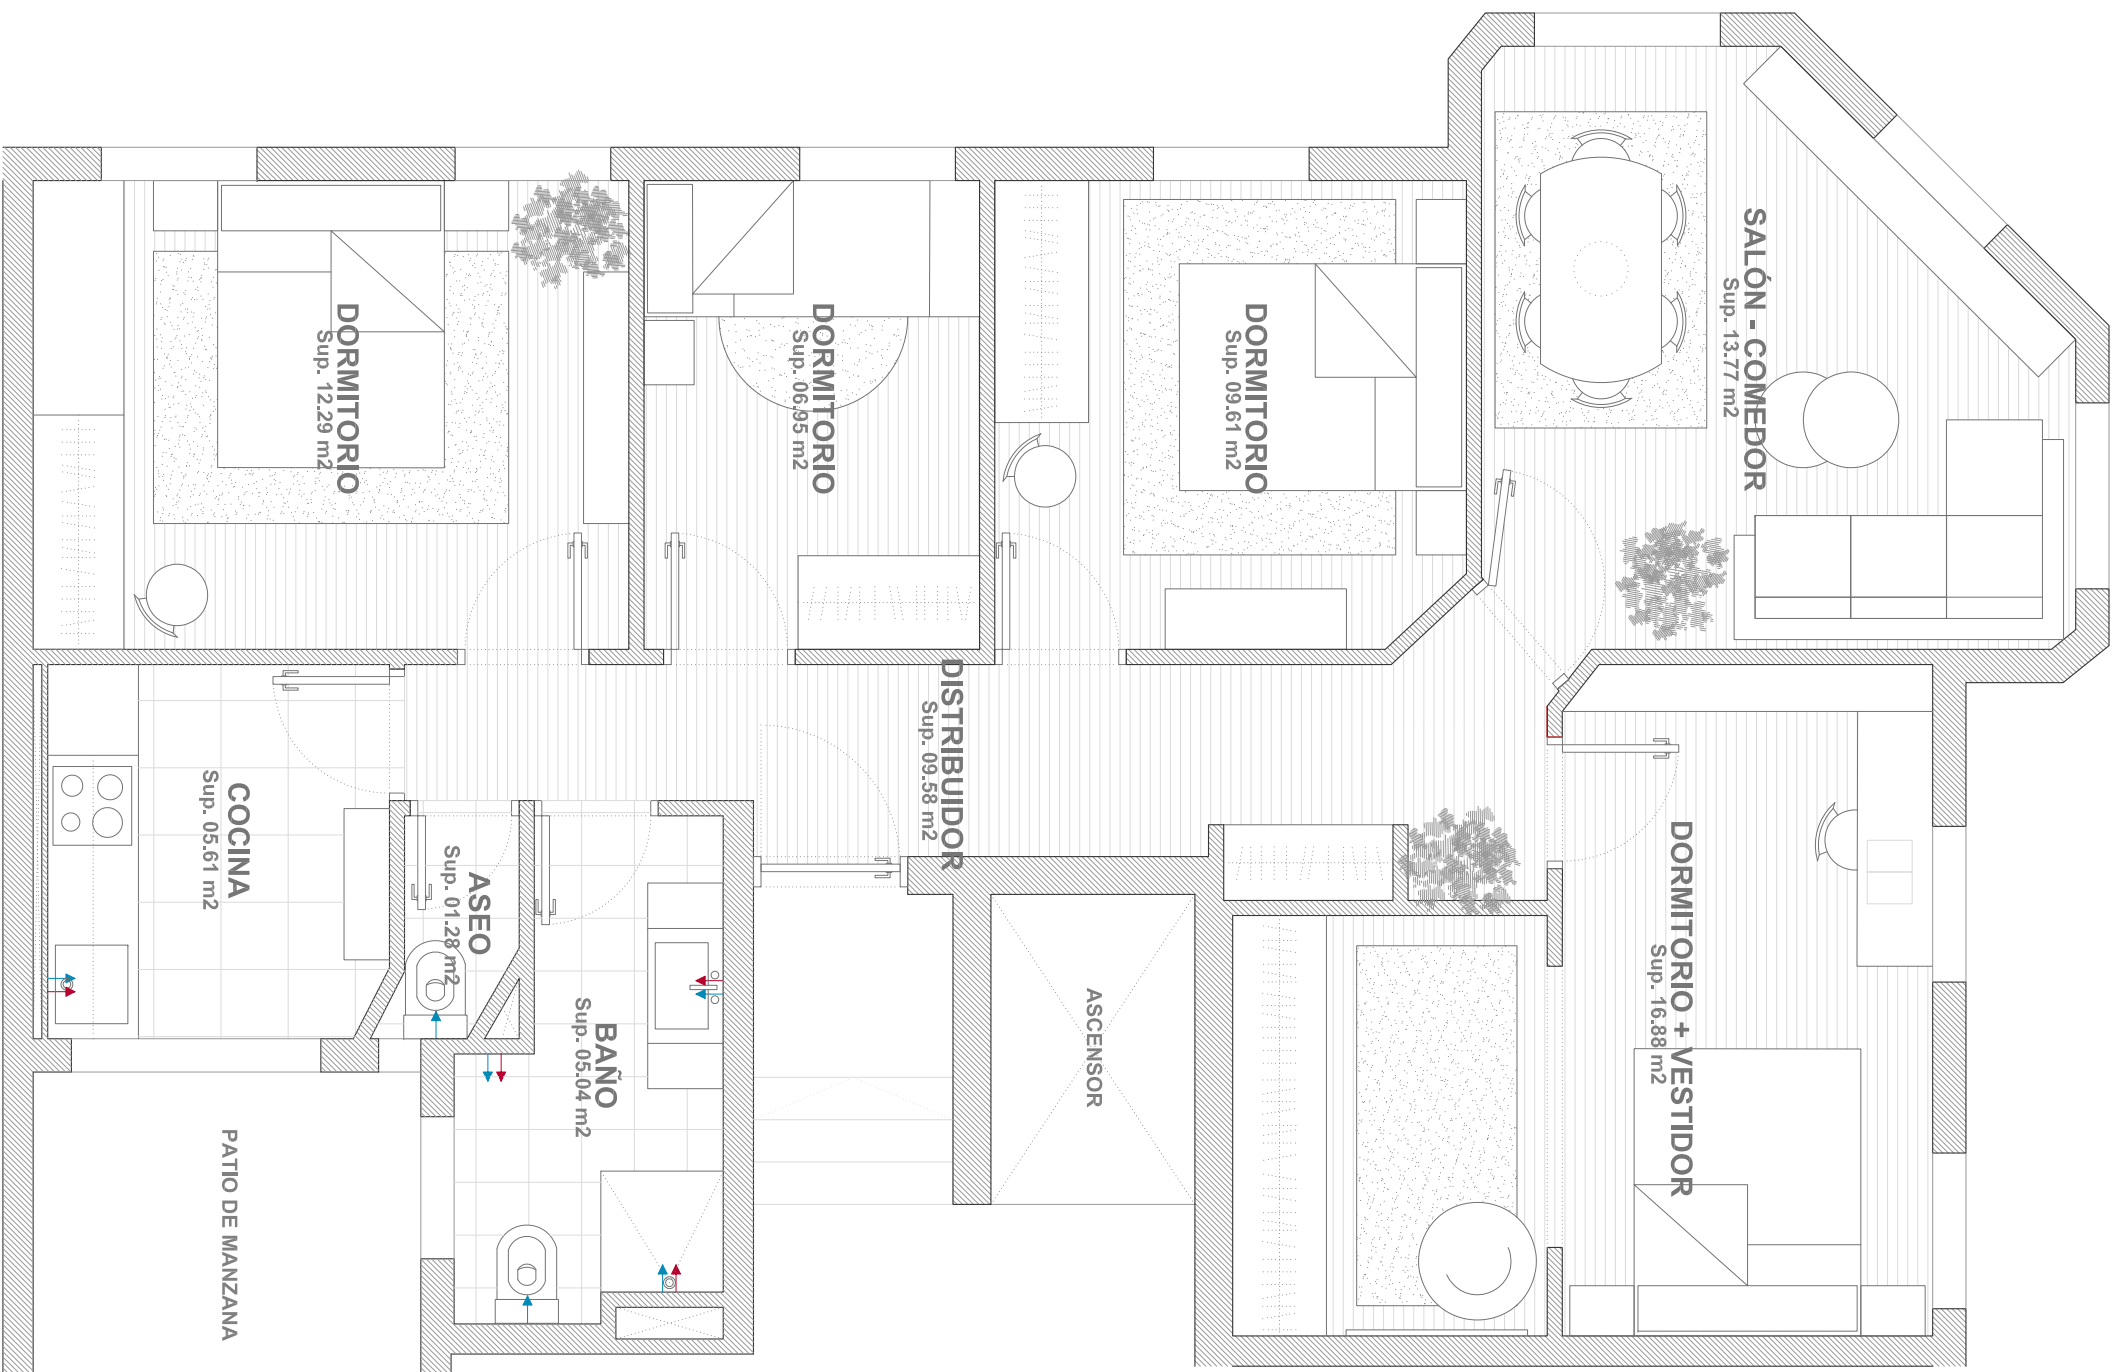 SALÓN - COMEDOR
Sup. 13.77 m2
DORMITORIO
Sup. 12.29 m2
DORMITORIO
Sup. 06.95 m2
DORMITORIO
Sup. 09.61 m2
DISTRIBUIDOR
Sup. 09.58 m2
COCINA
Sup. 05.61 m2
ASEO
Sup. 01.28 m2
BAÑO
Sup. 05.04 m2
DORMITORIO + VESTIDOR
Sup. 16.88 m2
ASCENSOR
PATIO DE MANZANA